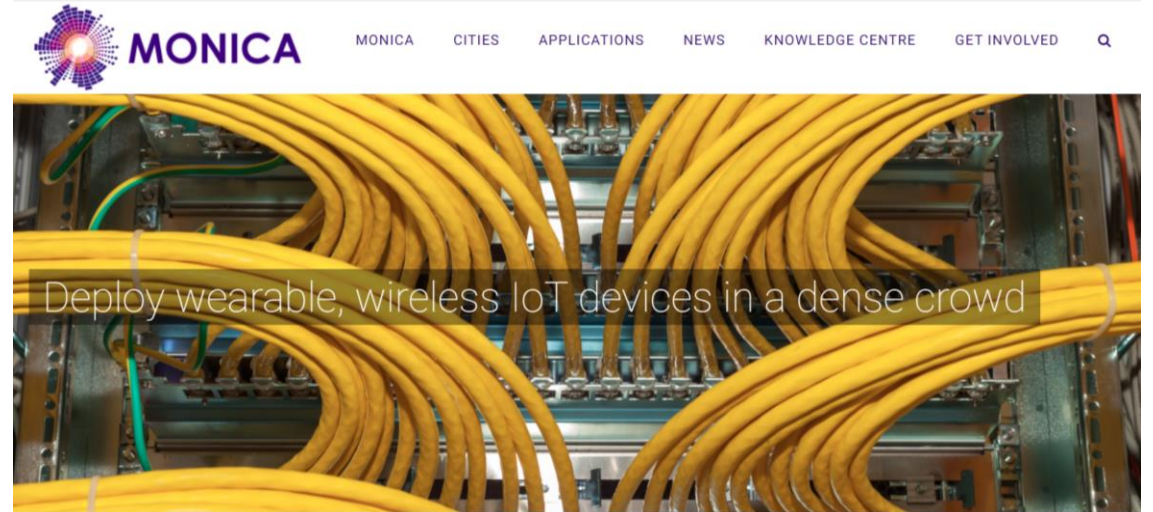 MONICA
MONICA CITIES APPLICATIONS NEWS KNOWLEDGE CENTRE GET INVOLVED
Deploy wearable, wireless IoT devices in a dense crowd